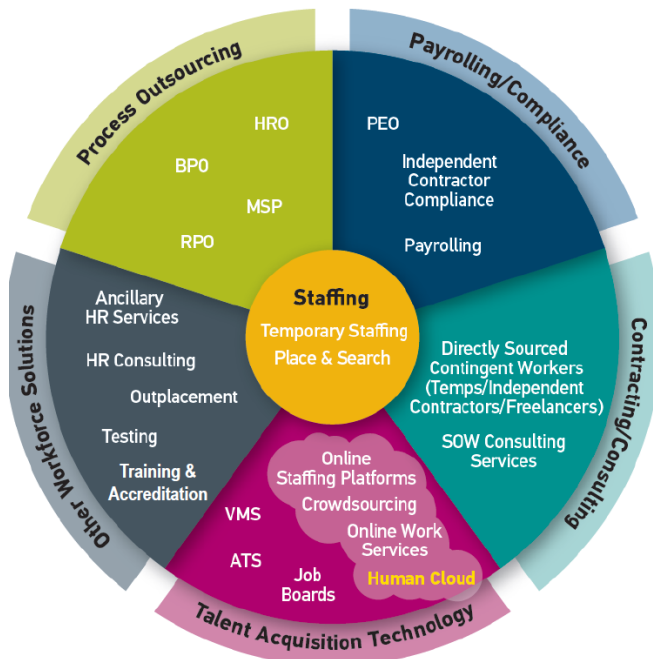 Process Outsourcing
HRO
BPO
MSP
RPO
Payrolling/Compliance
PEO
Independent
Contractor
Compliance
Payrolling
Staffing
Temporary Staffing
Place & Search
Other Workforce Solutions
Ancillary
HR Services
HR Consulting
Outplacement
Testing
Training &
Accreditation
Contracting/Consulting
Directly Sourced
Contingent Workers
(Temps/Independent
Contractors/Freelancers)
SOW Consulting
Services
Online
Staffing Platforms
Crowdsourcing
Online Work
Services
Human Cloud
VMS
ATS
Job
Boards
Talent Acquisition Technology